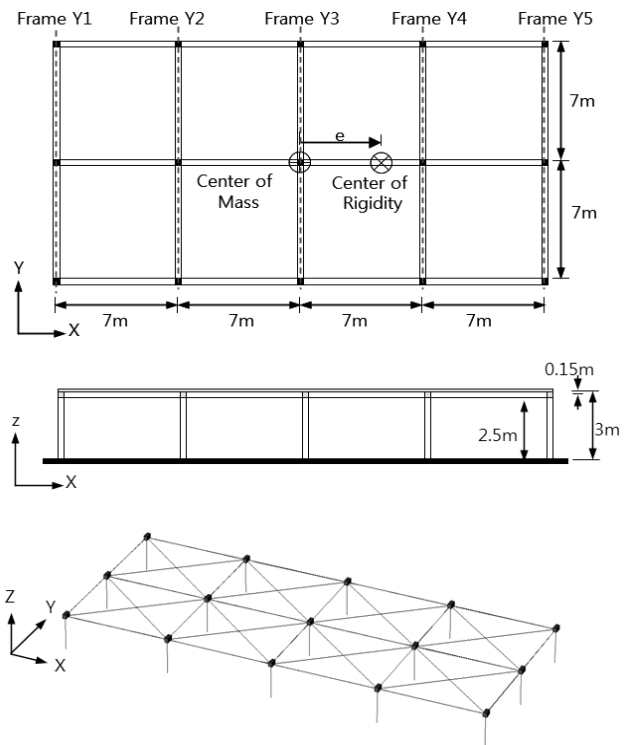 Frame Y1 Frame Y2 Frame Y3 Frame Y4 Frame Y5
7m
e
Center of
Mass
Center of
Rigidity
7m
Y
X
7m 7m 7m 7m
0.15m
z
2.5m
3m
X
Z
Y
X